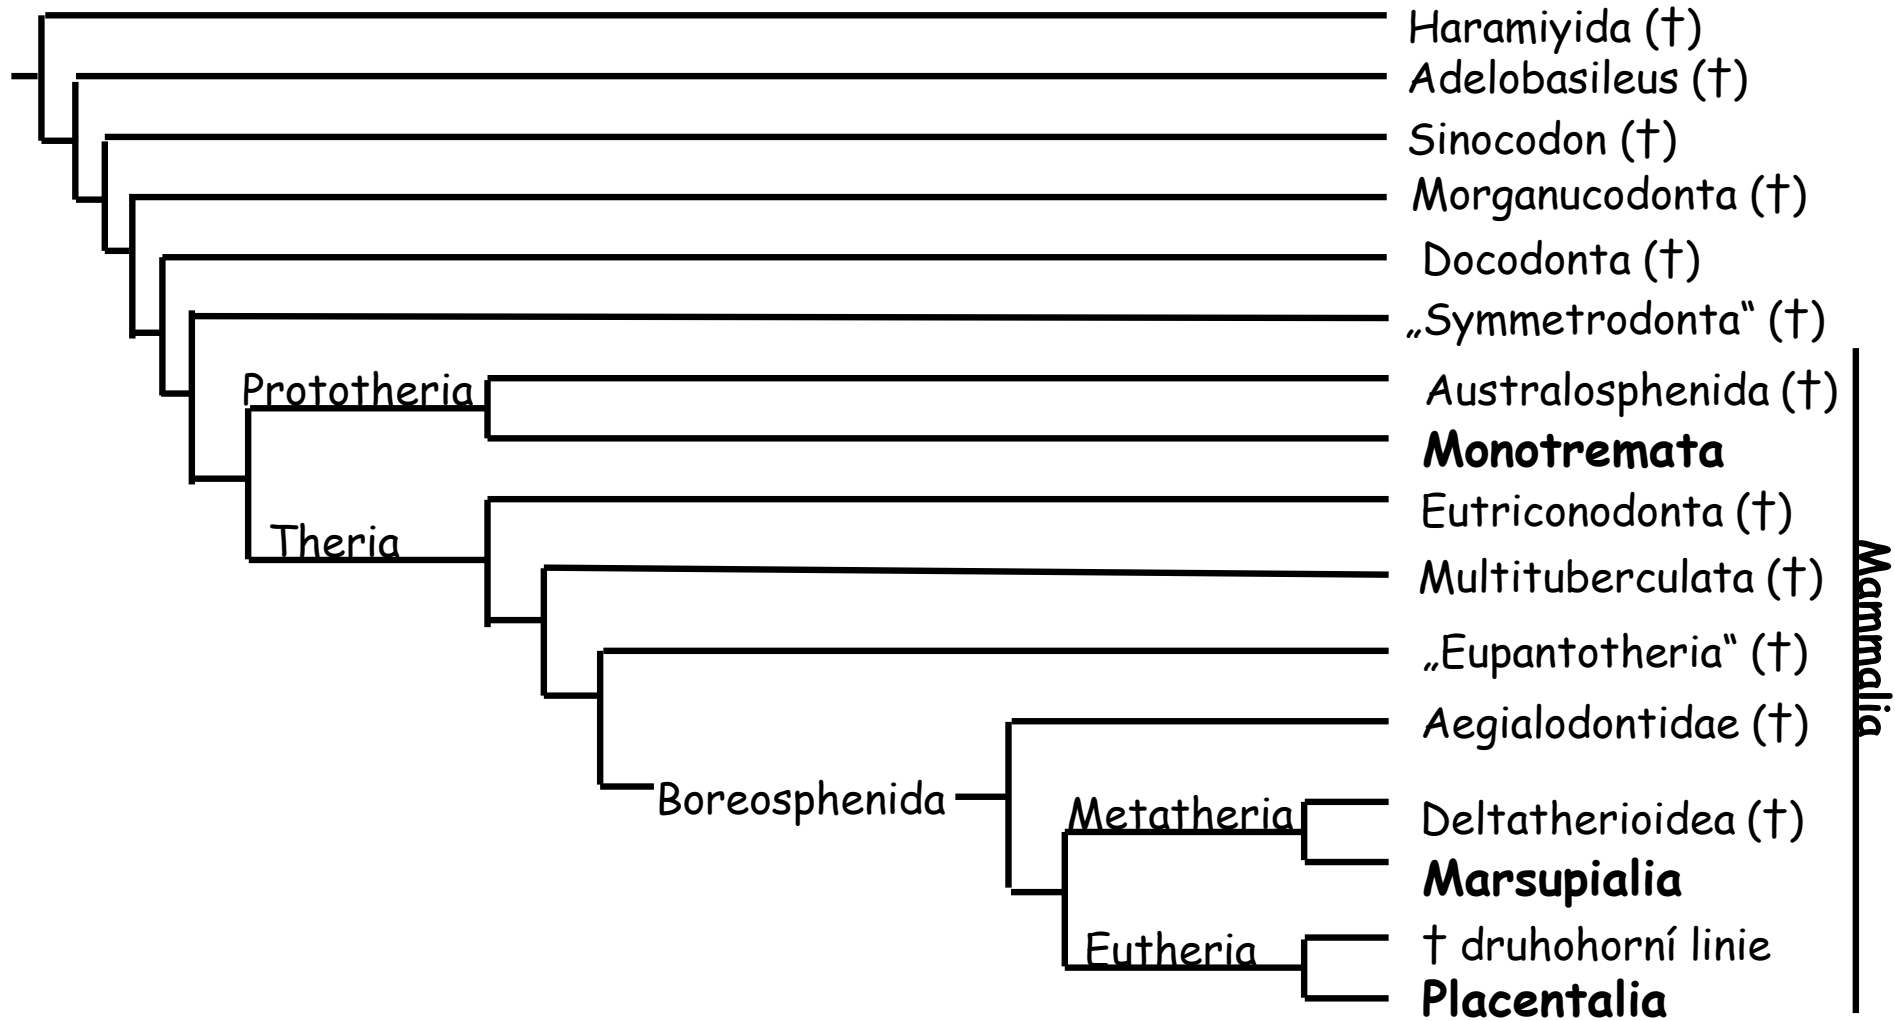 Haramiyida (†)
Adelobasileus (†)
Sinocodon (†)
Morganucodonta (†)
Docodonta (†)
„Symmetrodonta“ (†)
Prototheria
Australosphenida (†)
Monotremata
Eutriconodonta (†)
Theria
Multituberculata (†)
„Eupantotheria“ (†)
Mammalia
Aegialodontidae (†)
Boreosphenida
Metatheria
Deltatherioidea (†)
Marsupialia
Eutheria
† druhohorní linie
Placentalia